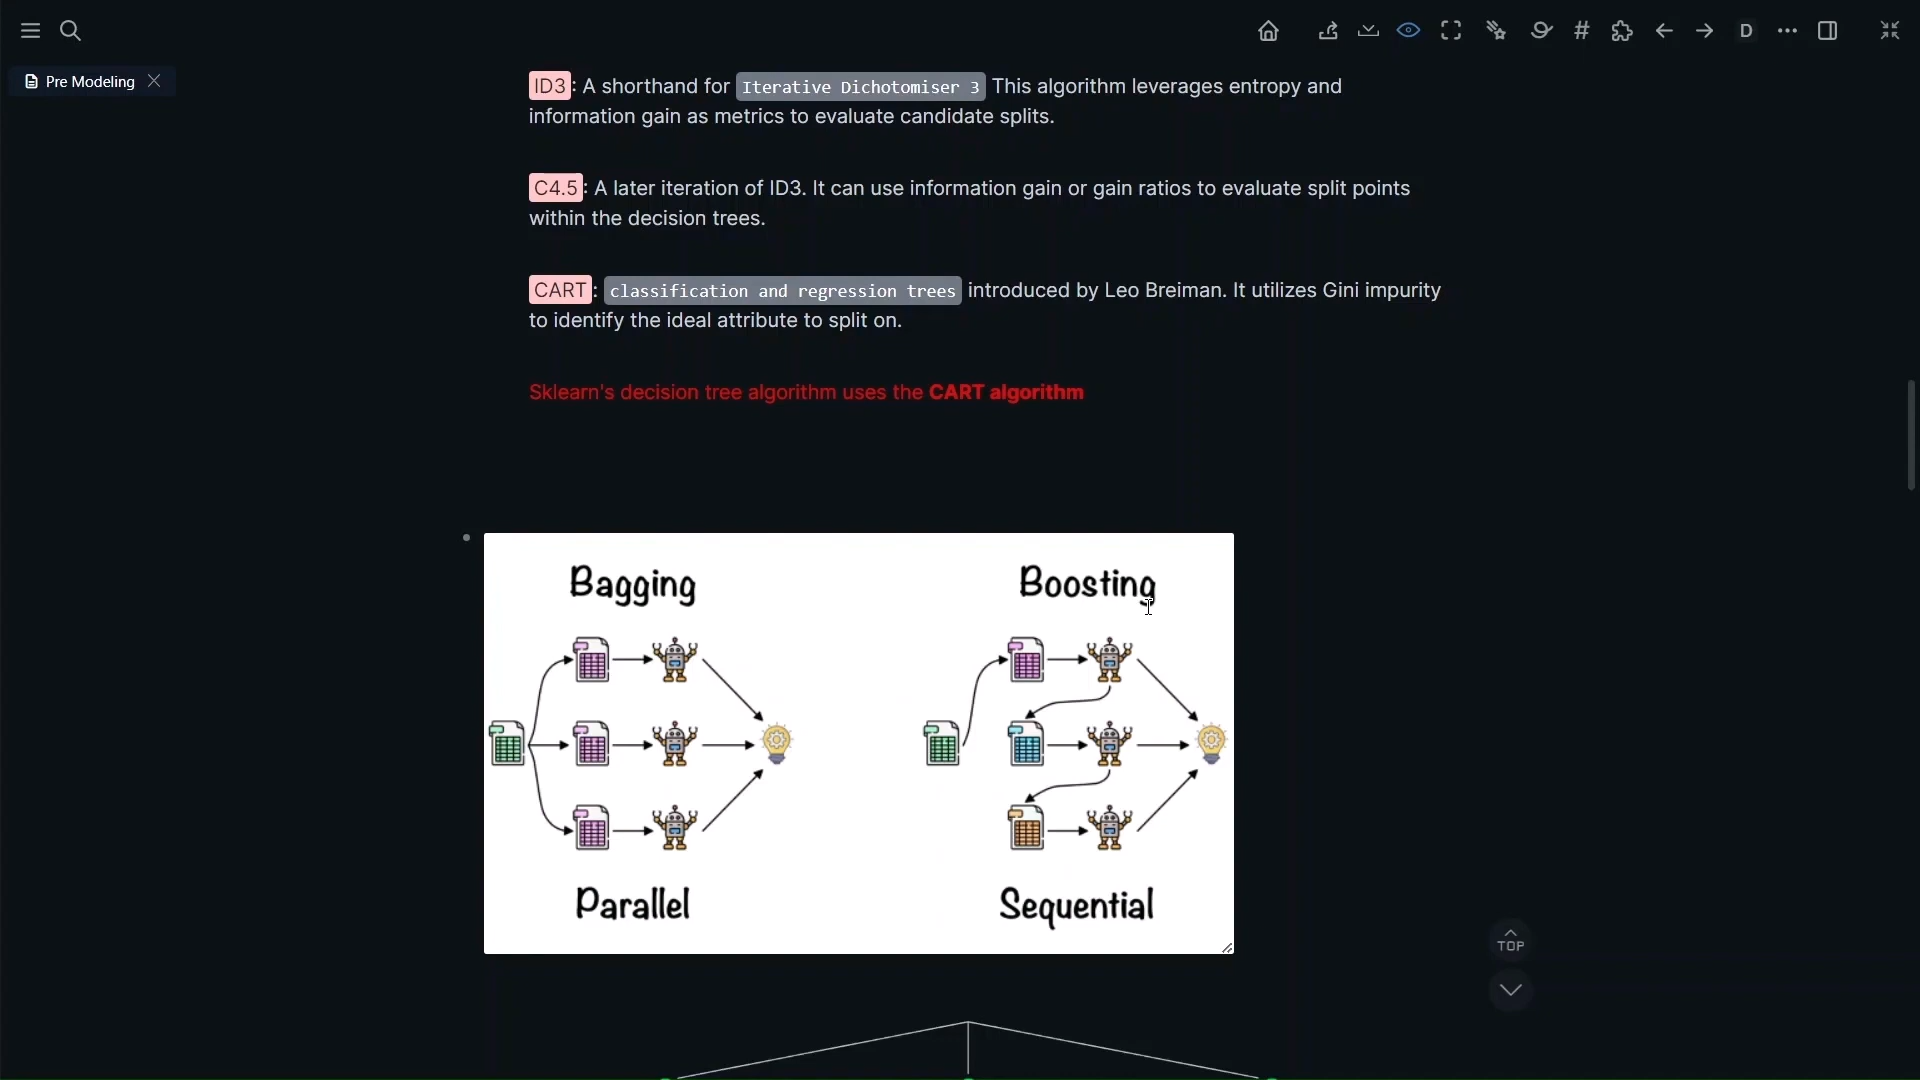 Pre Modeling
D
ID3: A shorthand for Iterative Dichotomiser 3 This algorithm leverages entropy and
information gain as metrics to evaluate candidate splits.
C4.5: A later iteration of ID3. It can use information gain or gain ratios to evaluate split points
within the decision trees.
CART: classification and regression trees introduced by Leo Breiman. It utilizes Gini impurity
to identify the ideal attribute to split on.
Sklearn's decision tree algorithm uses the CART algorithm
Bagging
Boosting
Parallel
Sequential
TOP